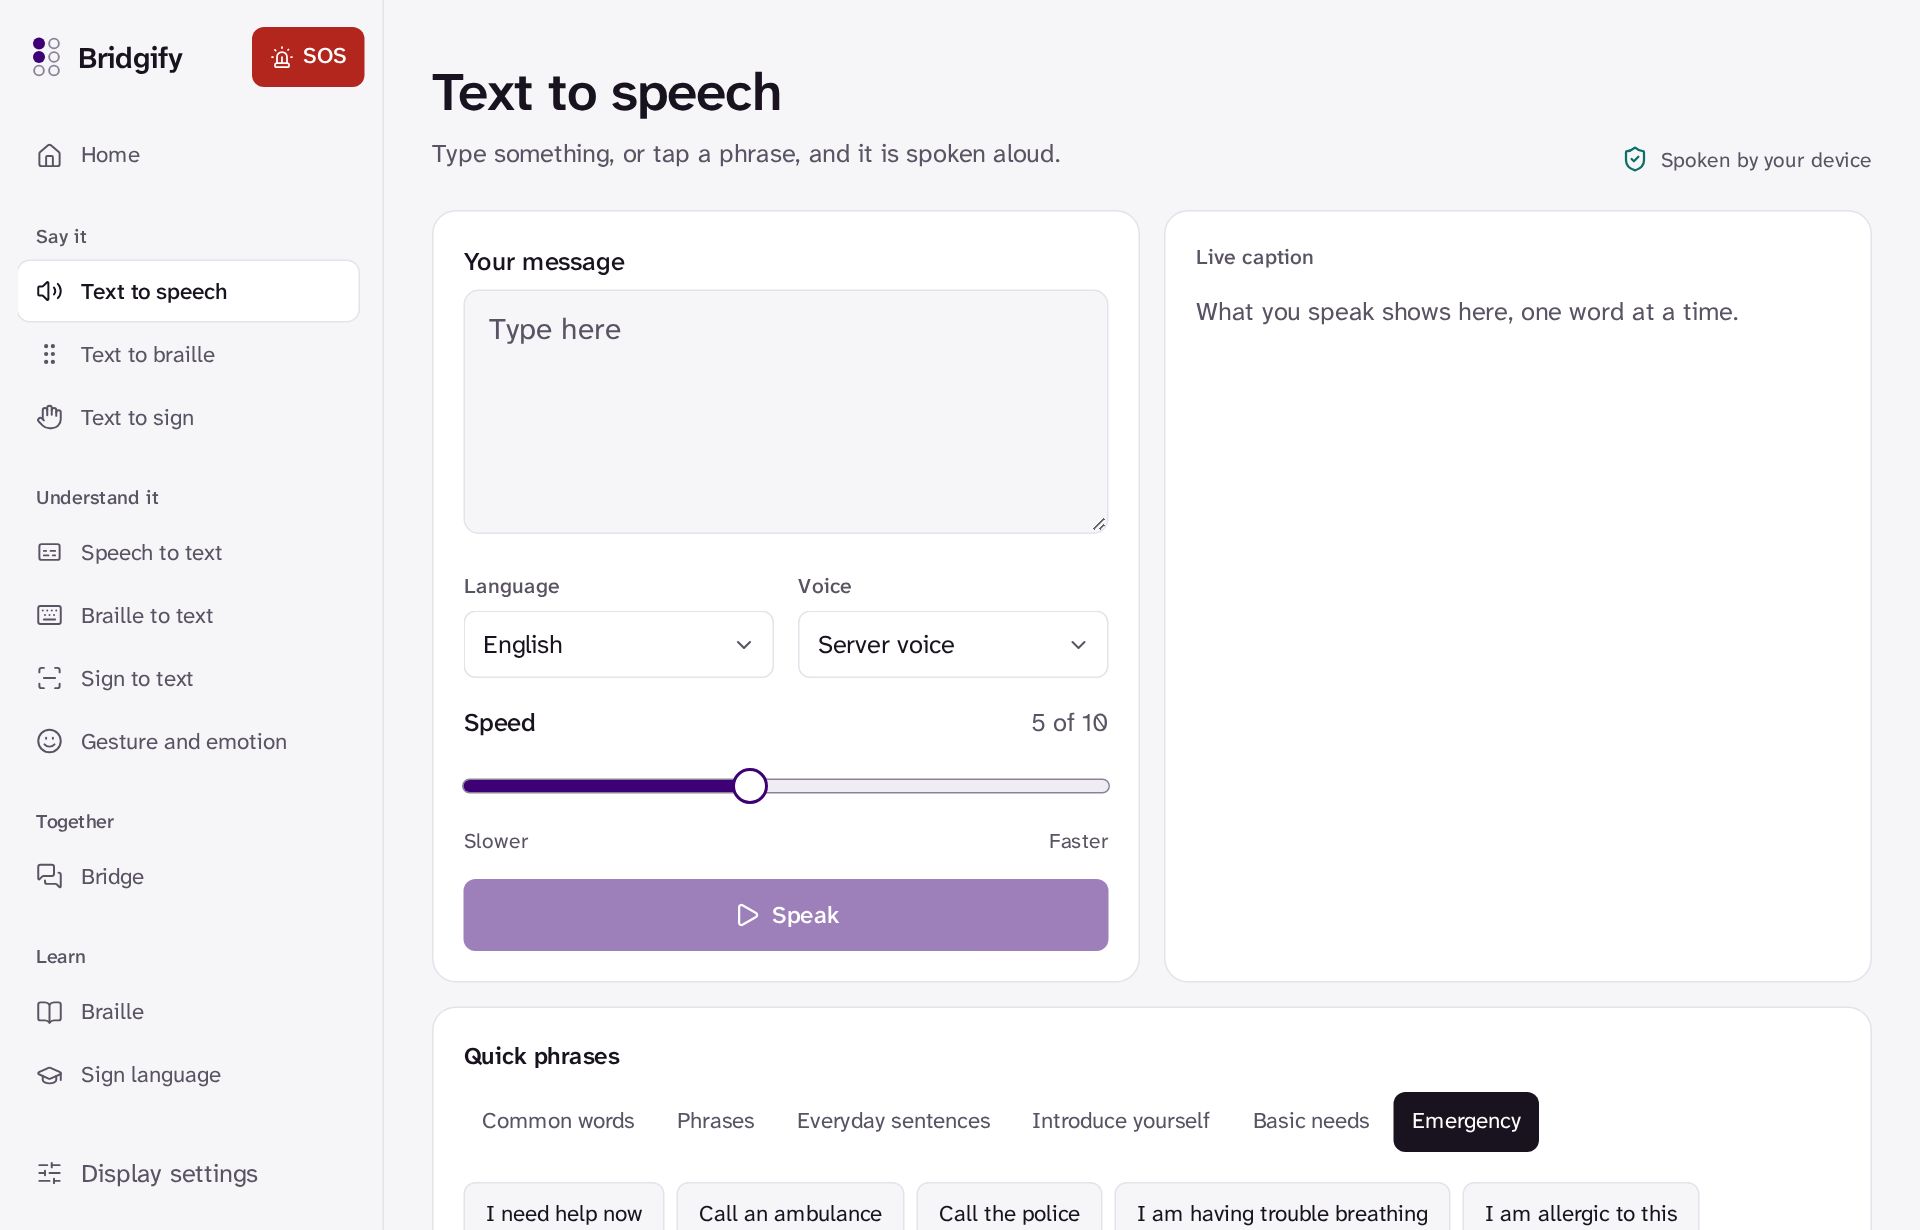 Bridgify
SOS
Home
Say it
Text to speech
Text to braille
Text to sign
Understand it
Speech to text
Braille to text
Sign to text
Gesture and emotion
Together
Bridge
Learn
Braille
Sign language
Display settings
Text to speech
Type something, or tap a phrase, and it is spoken aloud.
Spoken by your device
Your message
Type here
Language
Voice
English
Server voice
Speed
5 of 10
Slower
Faster
Speak
Live caption
What you speak shows here, one word at a time.
Quick phrases
Common words
Phrases
Everyday sentences
Introduce yourself
Basic needs
Emergency
I need help now
Call an ambulance
Call the police
I am having trouble breathing
I am allergic to this